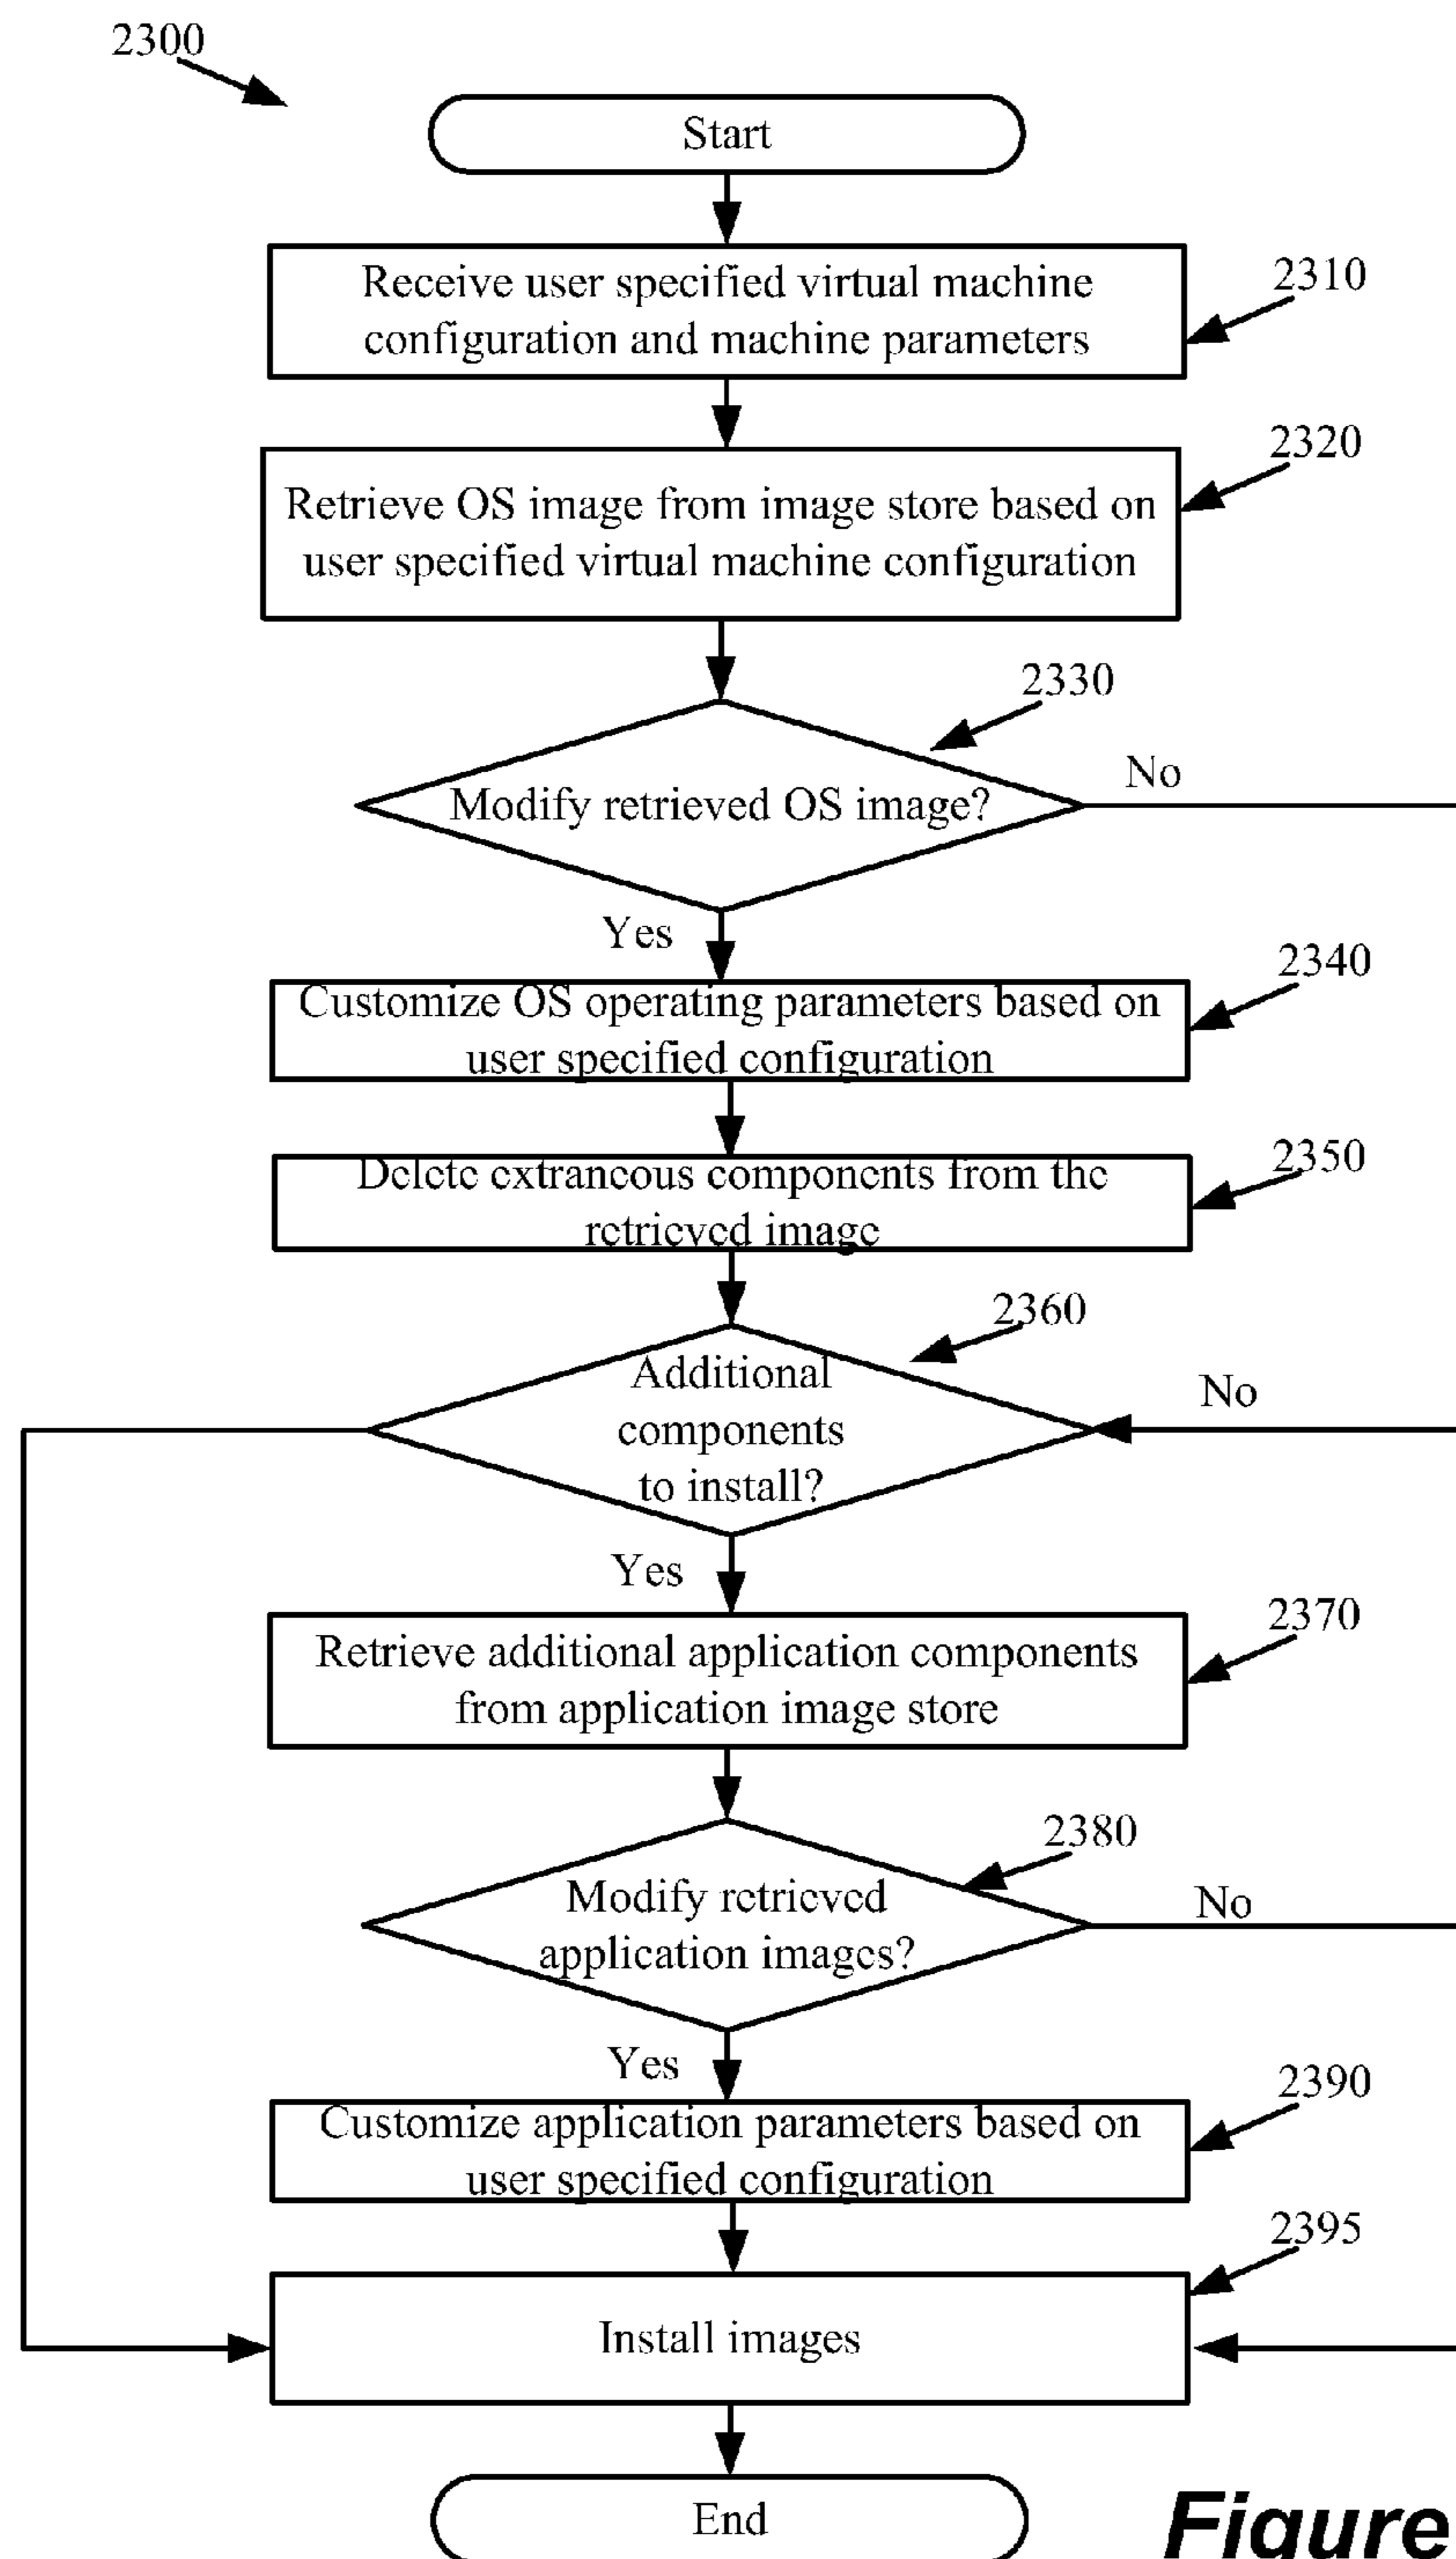 2300
Start
Receive user specified virtual machine
configuration and machine parameters
2310
Retrieve OS image from image store based on
user specified virtual machine configuration
2320
2330
Modify retrieved OS image?
No
Yes
2340
Customize OS operating parameters based on
user specified configuration
2350
Delete extraneous components from the
retrieved image
2360
Additional
components
to install?
No
Yes
2370
Retrieve additional application components
from application image store
2380
Modify retrieved
application images?
No
Yes
2390
Customize application parameters based on
user specified configuration
2395
Install images
End
Figure